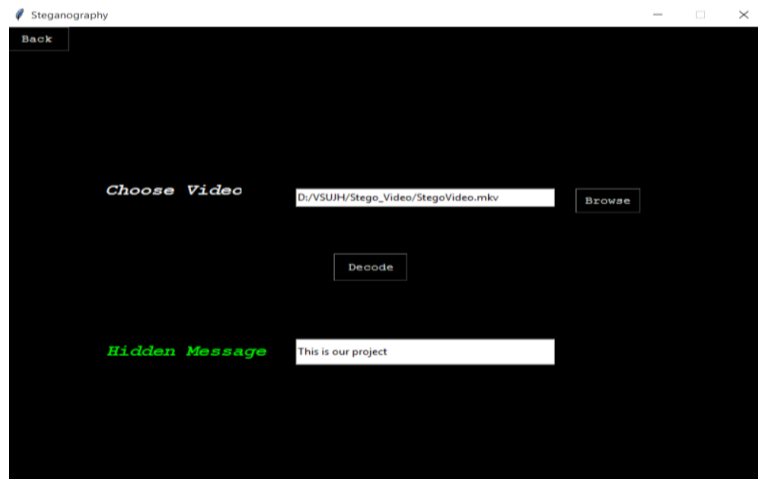 Steganography
Back
Choose Video
D:/VSUJH/Stego_Video/StegoVideo.mkv
Browse
Decode
Hidden Message
This is our project